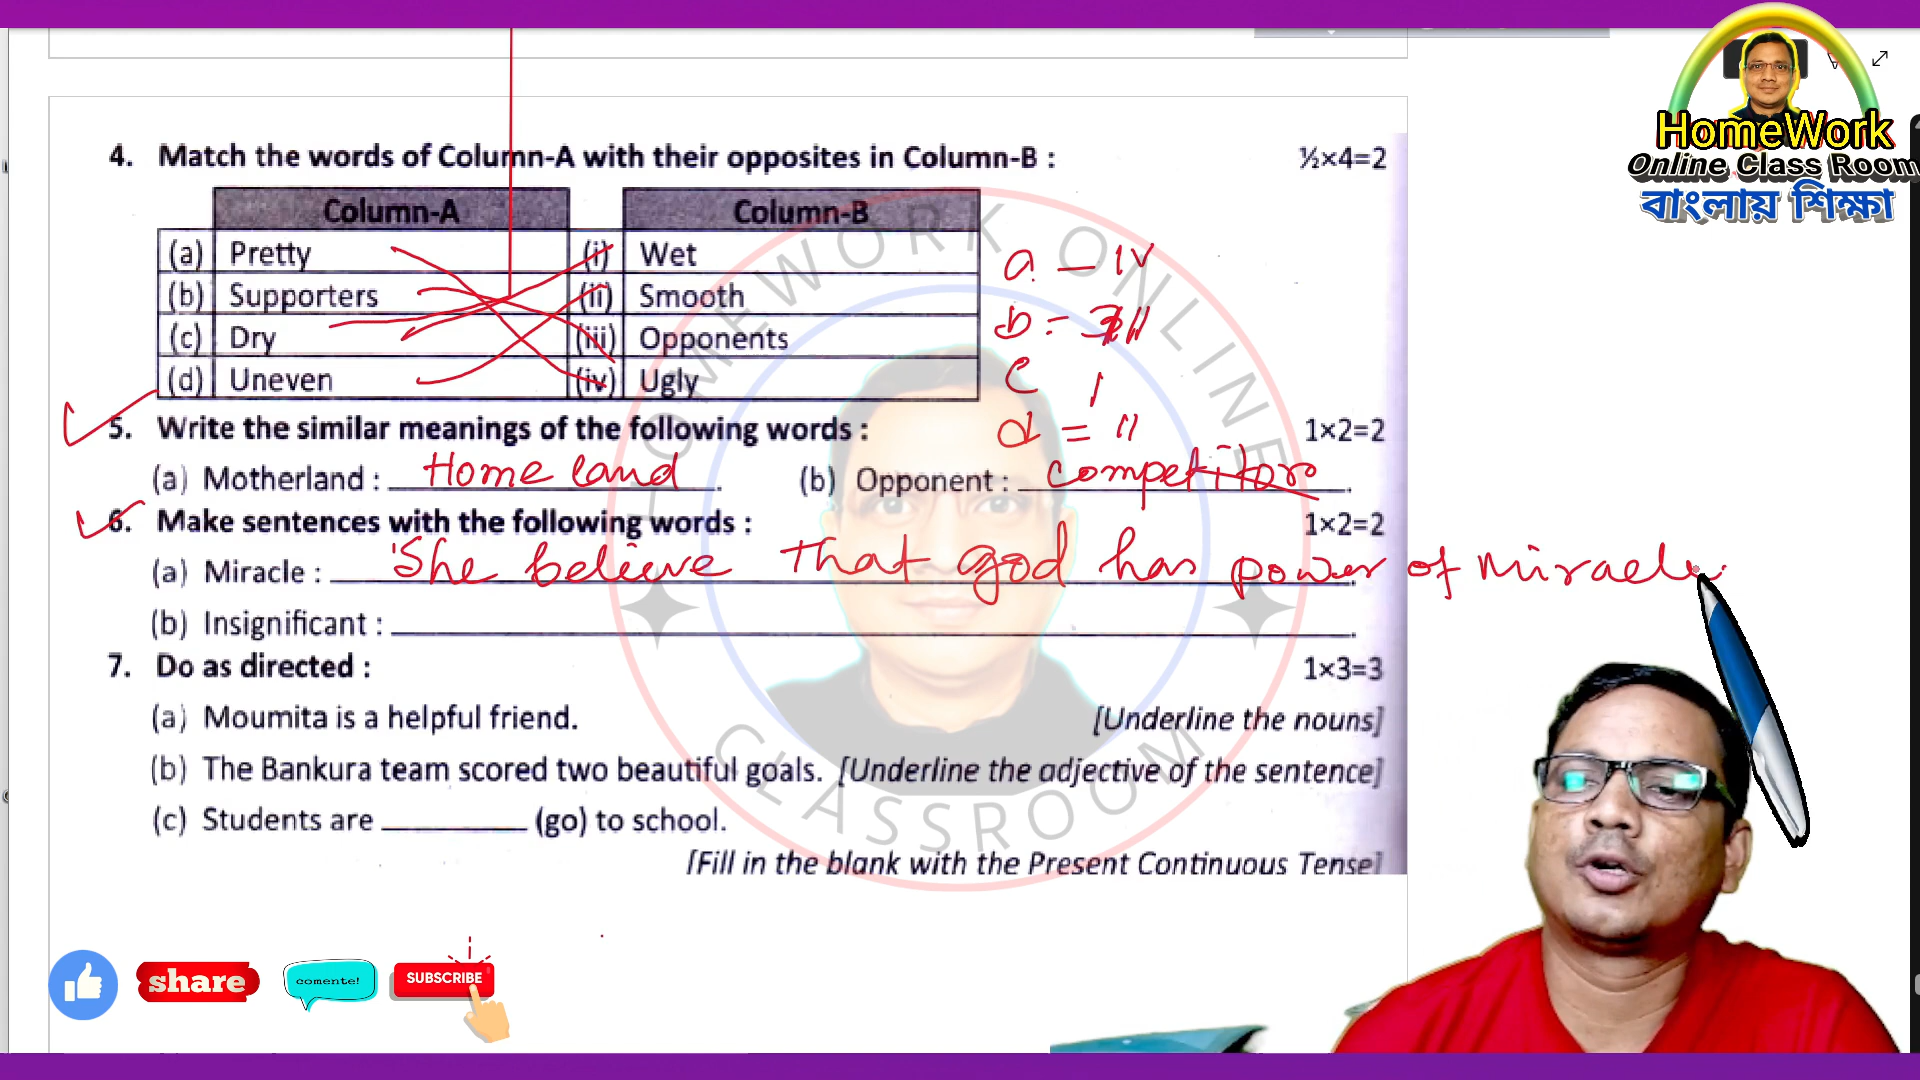 HomeWork
Online Class Room
বাংলায় শিক্ষা
4. Match the words of Column-A with their opposites in Column-B : ½×4=2
Column-A Column-B
(a) Pretty (i) Wet
(b) Supporters (ii) Smooth
(c) Dry (iii) Opponents
(d) Uneven (iv) Ugly
a – iv
b =
c i
d = ii
5. Write the similar meanings of the following words : 1×2=2
(a) Motherland : Home land (b) Opponent : competitor
6. Make sentences with the following words : 1×2=2
(a) Miracle : She believe that god has power of miracle.
(b) Insignificant :
7. Do as directed : 1×3=3
(a) Moumita is a helpful friend. [Underline the nouns]
(b) The Bankura team scored two beautiful goals. [Underline the adjective of the sentence]
(c) Students are ________ (go) to school.
[Fill in the blank with the Present Continuous Tense]
HOMEWORK ONLINE
CLASSROOM
share
comente!
SUBSCRIBE